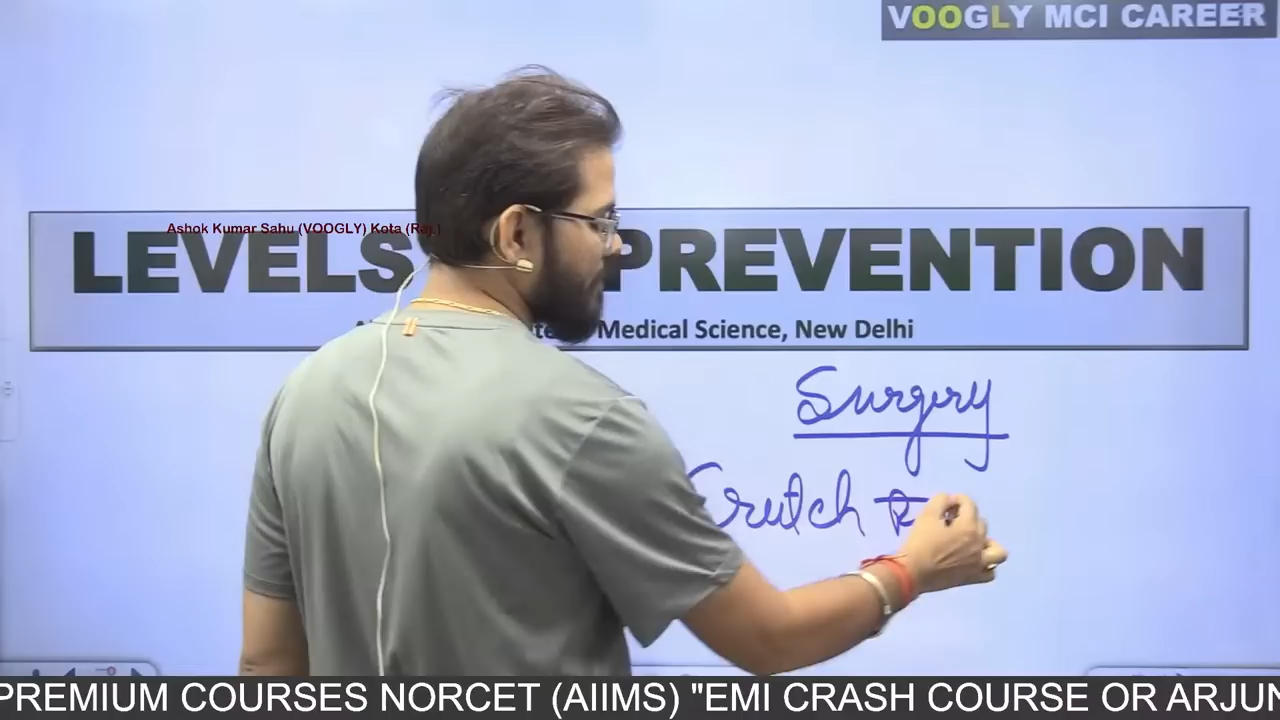 VOOGLY MCI CAREER
Ashok Kumar Sahu (VOOGLY) Kota (Raj.)
LEVELS PREVENTION
Medical Science, New Delhi
Surgery
Crutch
PREMIUM COURSES NORCET (AIIMS) "EMI CRASH COURSE OR ARJUN